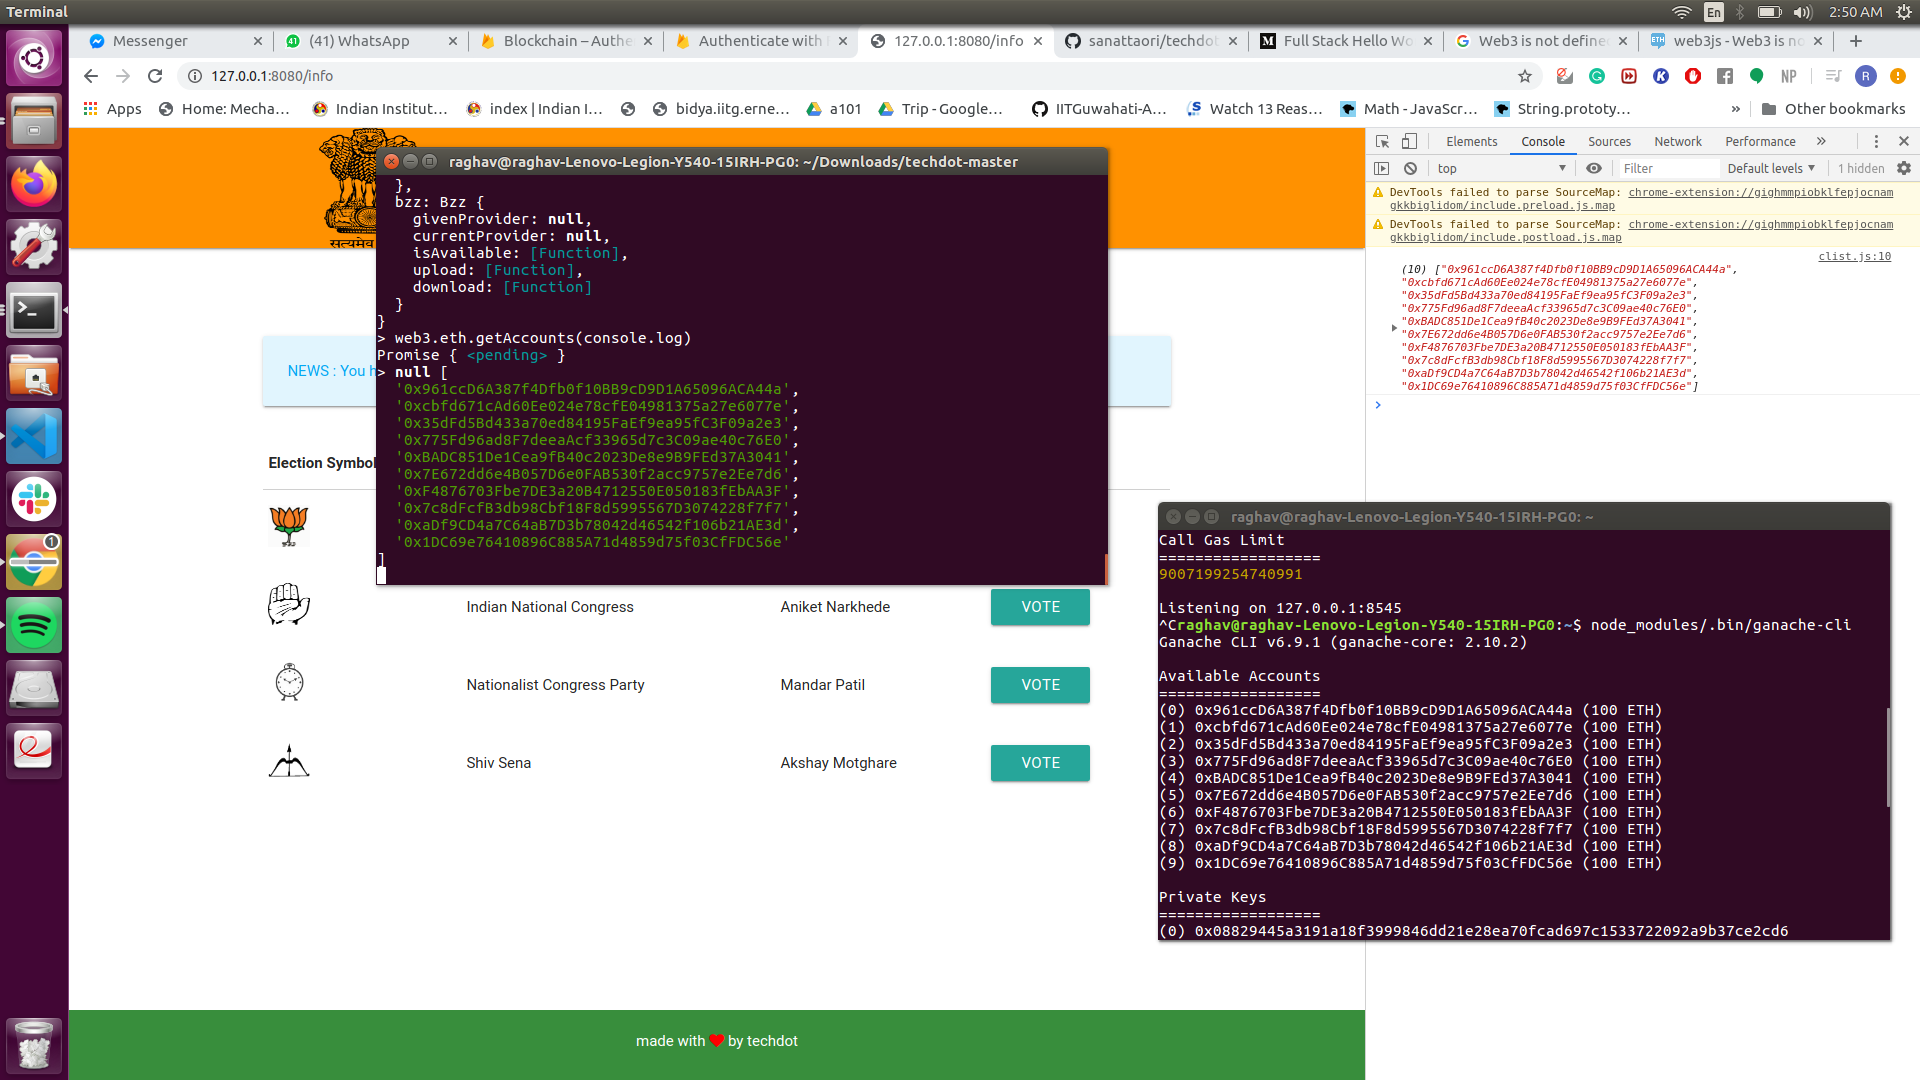 Terminal
En
2:50 AM
Messenger
(41) WhatsApp
Blockchain – Authe
Authenticate with
127.0.0.1:8080/info
sanattaori/techdot
Full Stack Hello Wo
Web3 is not define
web3js - Web3 is no
127.0.0.1:8080/info
NP
R
Apps
Home: Mecha...
Indian Institut...
index | Indian I...
bidya.iitg.erne...
a101
Trip - Google...
IITGuwahati-A...
Watch 13 Reas...
Math - JavaScr...
String.prototy...
»
Other bookmarks
सत्यमेव
NEWS : You h
Election Symbol
Indian National Congress
Aniket Narkhede
VOTE
Nationalist Congress Party
Mandar Patil
VOTE
Shiv Sena
Akshay Motghare
VOTE
made with ❤ by techdot
raghav@raghav-Lenovo-Legion-Y540-15IRH-PG0: ~/Downloads/techdot-master
},
bzz: Bzz {
givenProvider: null,
currentProvider: null,
isAvailable: [Function],
upload: [Function],
download: [Function]
}
}
> web3.eth.getAccounts(console.log)
Promise { <pending> }
> null [
'0x961ccD6A387f4Dfb0f10BB9cD9D1A65096ACA44a',
'0xcbfd671cAd60Ee024e78cfE04981375a27e6077e',
'0x35dFd5Bd433a70ed84195FaEf9ea95fC3F09a2e3',
'0x775Fd96ad8F7deeaAcf33965d7c3C09ae40c76E0',
'0xBADC851De1Cea9fB40c2023De8e9B9FEd37A3041',
'0x7E672dd6e4B057D6e0FAB530f2acc9757e2Ee7d6',
'0xF4876703Fbe7DE3a20B4712550E050183fEbAA3F',
'0x7c8dFcfB3db98Cbf18F8d5995567D3074228f7f7',
'0xaDf9CD4a7C64aB7D3b78042d46542f106b21AE3d',
'0x1DC69e76410896C885A71d4859d75f03CfFDC56e'
]
Elements
Console
Sources
Network
Performance
»
top
Filter
Default levels
1 hidden
DevTools failed to parse SourceMap: chrome-extension://gighmmpiobklfepjocnam
gkkbiglidom/include.preload.js.map
DevTools failed to parse SourceMap: chrome-extension://gighmmpiobklfepjocnam
gkkbiglidom/include.postload.js.map
clist.js:10
(10) ["0x961ccD6A387f4Dfb0f10BB9cD9D1A65096ACA44a",
"0xcbfd671cAd60Ee024e78cfE04981375a27e6077e",
"0x35dFd5Bd433a70ed84195FaEf9ea95fC3F09a2e3",
"0x775Fd96ad8F7deeaAcf33965d7c3C09ae40c76E0",
"0xBADC851De1Cea9fB40c2023De8e9B9FEd37A3041",
"0x7E672dd6e4B057D6e0FAB530f2acc9757e2Ee7d6",
"0xF4876703Fbe7DE3a20B4712550E050183fEbAA3F",
"0x7c8dFcfB3db98Cbf18F8d5995567D3074228f7f7",
"0xaDf9CD4a7C64aB7D3b78042d46542f106b21AE3d",
"0x1DC69e76410896C885A71d4859d75f03CfFDC56e"]
raghav@raghav-Lenovo-Legion-Y540-15IRH-PG0: ~
Call Gas Limit
==================
9007199254740991
Listening on 127.0.0.1:8545
^Craghav@raghav-Lenovo-Legion-Y540-15IRH-PG0:~$ node_modules/.bin/ganache-cli
Ganache CLI v6.9.1 (ganache-core: 2.10.2)
Available Accounts
==================
(0) 0x961ccD6A387f4Dfb0f10BB9cD9D1A65096ACA44a (100 ETH)
(1) 0xcbfd671cAd60Ee024e78cfE04981375a27e6077e (100 ETH)
(2) 0x35dFd5Bd433a70ed84195FaEf9ea95fC3F09a2e3 (100 ETH)
(3) 0x775Fd96ad8F7deeaAcf33965d7c3C09ae40c76E0 (100 ETH)
(4) 0xBADC851De1Cea9fB40c2023De8e9B9FEd37A3041 (100 ETH)
(5) 0x7E672dd6e4B057D6e0FAB530f2acc9757e2Ee7d6 (100 ETH)
(6) 0xF4876703Fbe7DE3a20B4712550E050183fEbAA3F (100 ETH)
(7) 0x7c8dFcfB3db98Cbf18F8d5995567D3074228f7f7 (100 ETH)
(8) 0xaDf9CD4a7C64aB7D3b78042d46542f106b21AE3d (100 ETH)
(9) 0x1DC69e76410896C885A71d4859d75f03CfFDC56e (100 ETH)
Private Keys
==================
(0) 0x08829445a3191a18f3999846dd21e28ea70fcad697c1533722092a9b37ce2cd6